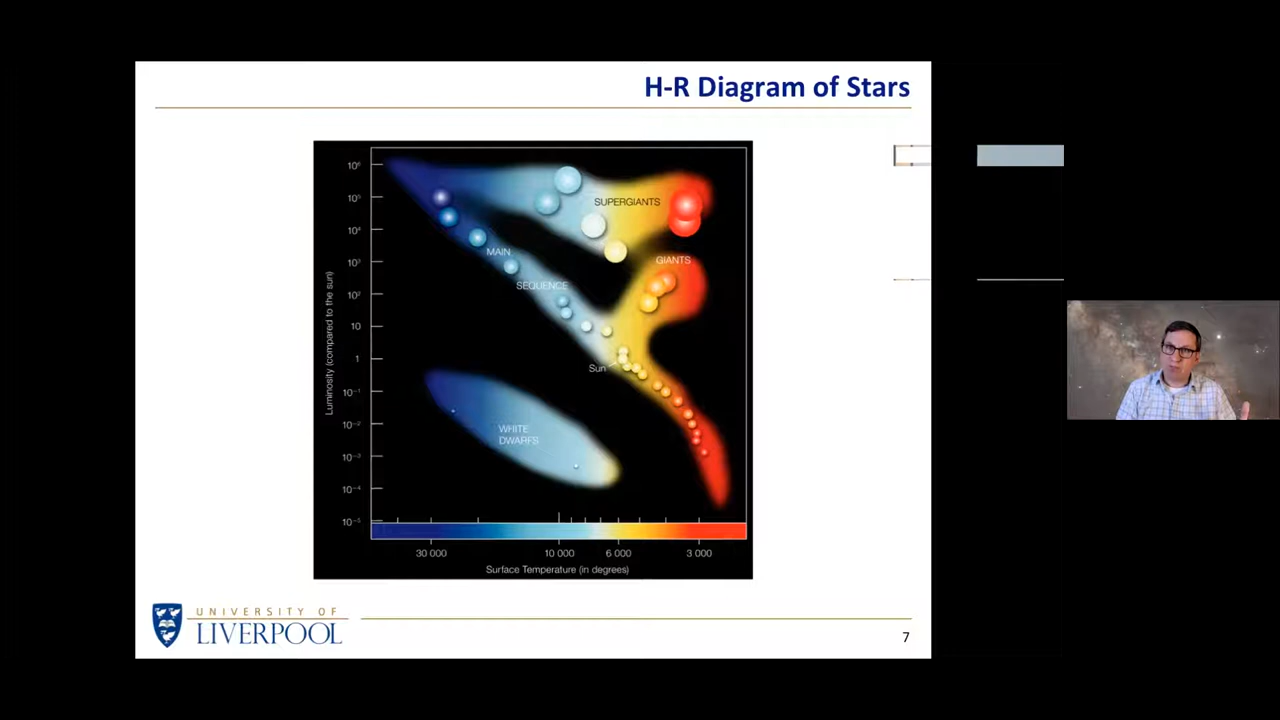 H-R Diagram of Stars
10⁶
10⁵
10⁴
10³
10²
10
1
10⁻¹
10⁻²
10⁻³
10⁻⁴
10⁻⁵
Luminosity (compared to the sun)
SUPERGIANTS
MAIN
GIANTS
SEQUENCE
Sun
WHITE
DWARFS
30 000 10 000 6 000 3 000
Surface Temperature (in degrees)
UNIVERSITY OF
LIVERPOOL
7